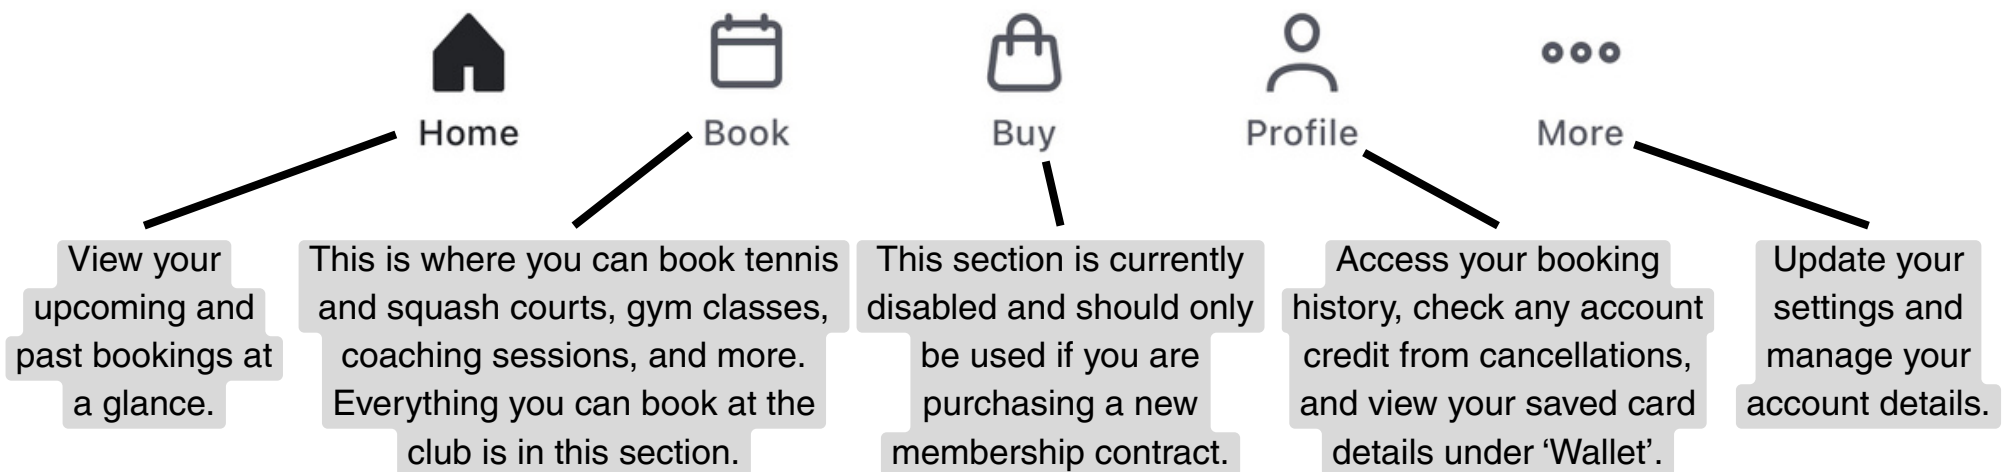 Home
Book
Buy
Profile
More
View your
upcoming and
past bookings at
a glance.
This is where you can book tennis
and squash courts, gym classes,
coaching sessions, and more.
Everything you can book at the
club is in this section.
This section is currently
disabled and should only
be used if you are
purchasing a new
membership contract.
Access your booking
history, check any account
credit from cancellations,
and view your saved card
details under ‘Wallet’.
Update your
settings and
manage your
account details.